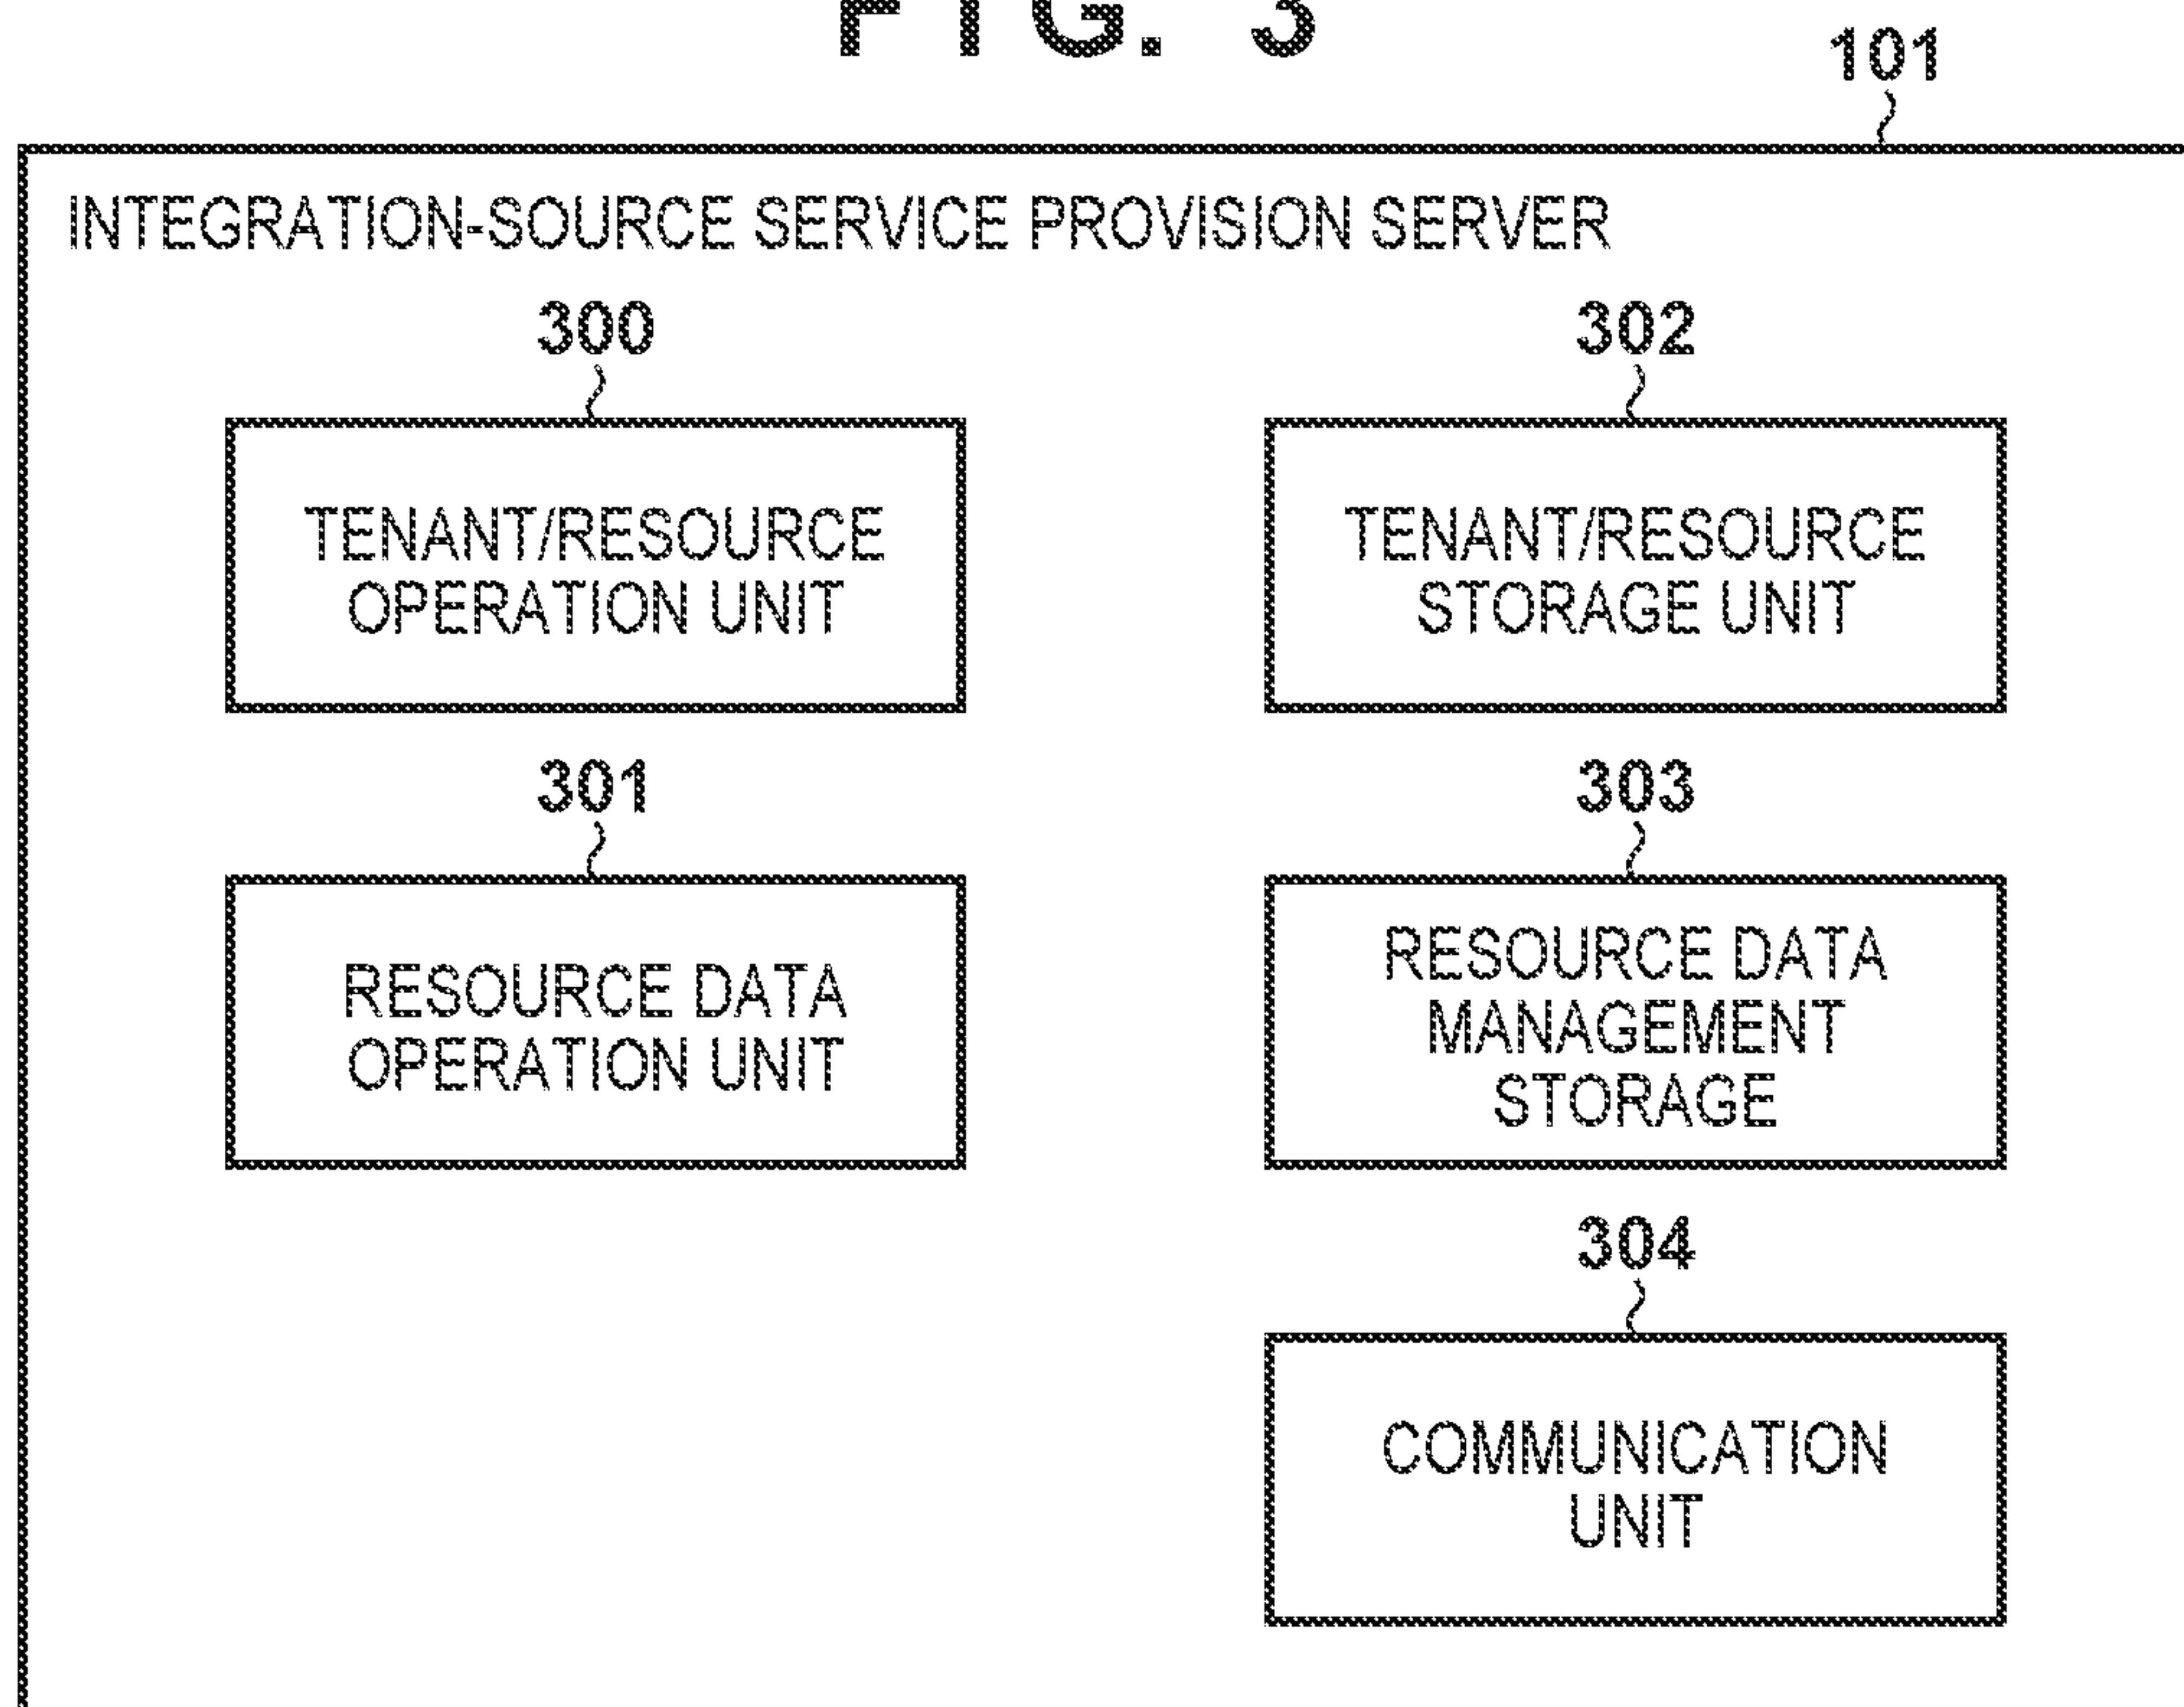 FIG. 3
101
INTEGRATION-SOURCE SERVICE PROVISION SERVER
300
TENANT/RESOURCE
OPERATION UNIT
302
TENANT/RESOURCE
STORAGE UNIT
301
RESOURCE DATA
OPERATION UNIT
303
RESOURCE DATA
MANAGEMENT
STORAGE
304
COMMUNICATION
UNIT